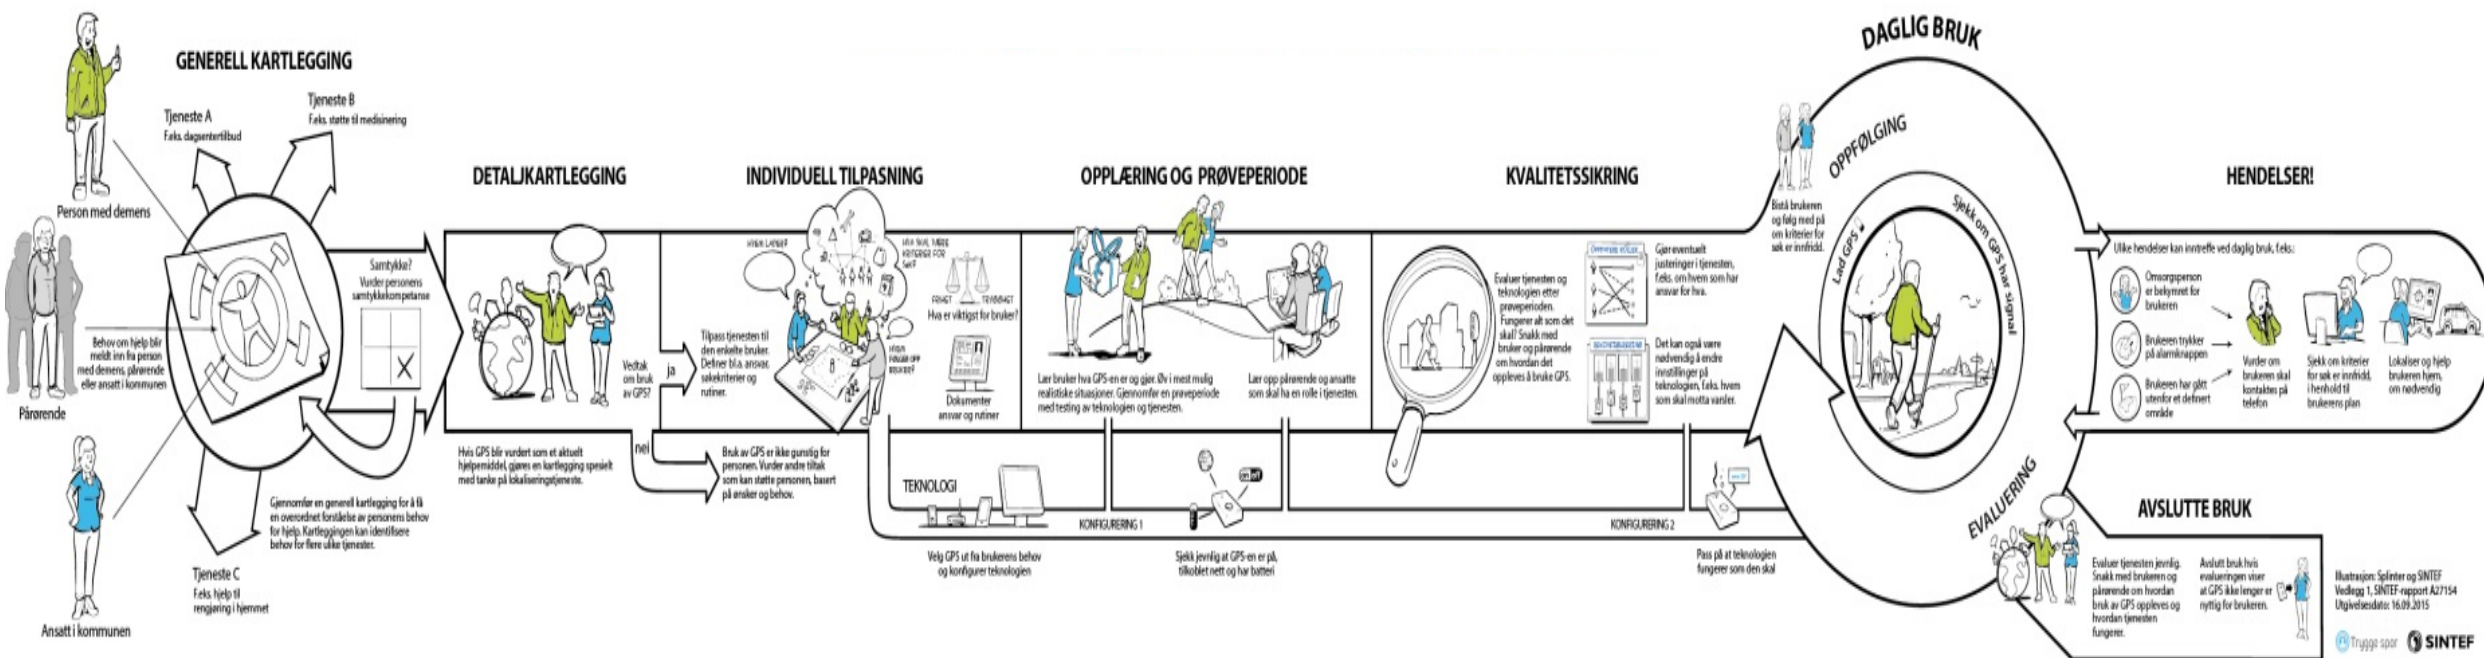 GENERELL KARTLEGGING
Tjeneste A
F.eks. dagsentertilbud
Tjeneste B
F.eks. støtte til medisinering
Person med demens
Behov om hjelp blir
meldt inn fra person
med demens, pårørende
eller ansatt i kommunen
Pårørende
Ansatt i kommunen
Tjeneste C
F.eks. hjelp til
rengjøring i hjemmet
Gjennomfør en generell kartlegging for å få
en overordnet forståelse av personens behov
for hjelp. Kartleggingen kan identifisere
behov for flere ulike tjenester.
Samtykke?
Vurder personens
samtykkekompetanse
DETALJKARTLEGGING
Vedtak
om bruk
av GPS?
ja
nei
Hvis GPS blir vurdert som et aktuelt
hjelpemiddel, gjøres en kartlegging spesielt
med tanke på lokaliseringstjeneste.
Bruk av GPS er ikke gunstig for
personen. Vurder andre tiltak
som kan støtte personen, basert
på ønsker og behov.
INDIVIDUELL TILPASNING
Tilpass tjenesten til
den enkelte bruker.
Definer bl.a. ansvar,
søkekriterier og
rutiner.
HVEM LADER?
HVA SKAL VÆRE
KRITERIER FOR
SØK?
HVEM
FØLGER OPP
BRUKER?
FRIHET
TRYGGHET
Hva er viktigst for bruker?
Dokumenter
ansvar og rutiner
OPPLÆRING OG PRØVEPERIODE
Lær bruker hva GPS-en er og gjør. Øv i mest mulig
realistiske situasjoner. Gjennomfør en prøveperiode
med testing av teknologien og tjenesten.
Lær opp pårørende og ansatte
som skal ha en rolle i tjenesten.
TEKNOLOGI
KONFIGURERING 1
Velg GPS ut fra brukerens behov
og konfigurer teknologien
Sjekk jevnlig at GPS-en er på,
tilkoblet nett og har batteri
KONFIGURERING 2
Pass på at teknologien
fungerer som den skal
KVALITETSSIKRING
Evaluer tjenesten og
teknologien etter
prøveperioden.
Fungerer alt som det
skal? Snakk med
bruker og pårørende
om hvordan det
oppleves å bruke GPS.
Gjør eventuelt
justeringer i tjenesten,
f.eks. om hvem som har
ansvar for hva.
Det kan også være
nødvendig å endre
innstillinger på
teknologien, f.eks. hvem
som skal motta varsler.
DAGLIG BRUK
OPPFØLGING
Bistå brukeren
og følg med på
om kriterier for
søk er innfridd.
Lad GPS
Sjekk om GPS har signal
EVALUERING
HENDELSER!
Ulike hendelser kan inntreffe ved daglig bruk, f.eks.:
Omsorgsperson
er bekymret for
brukeren
Brukeren trykker
på alarmknappen
Brukeren har gått
utenfor et definert
område
Vurder om
brukeren skal
kontaktes på
telefon
Sjekk om kriterier
for søk er innfridd,
i henhold til
brukerens plan
Lokaliser og hjelp
brukeren hjem,
om nødvendig
AVSLUTTE BRUK
Evaluer tjenesten jevnlig.
Snakk med brukeren og
pårørende om hvordan
bruk av GPS oppleves og
hvordan tjenesten
fungerer.
Avslutt bruk hvis
evalueringen viser
at GPS ikke lenger er
nyttig for brukeren.
Illustrasjon: Splinter og SINTEF
Vedlegg 1, SINTEF-rapport A27154
Utgivelsesdato: 16.09.2015
Trygge spor
SINTEF